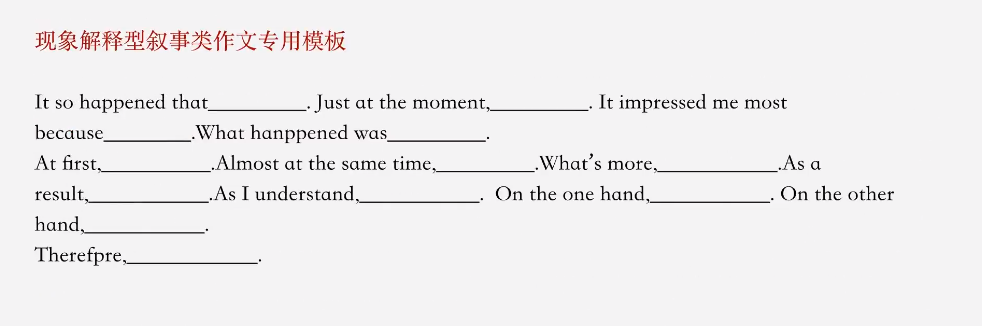 现象解释型叙事类作文专用模板
It so happened that_________. Just at the moment,_________. It impressed me most
because________.What hanppened was_________.
At first,__________.Almost at the same time,_________.What's more,___________.As a
result,___________.As I understand,___________.  On the one hand,___________. On the other
hand,___________.
Therefpre,____________.